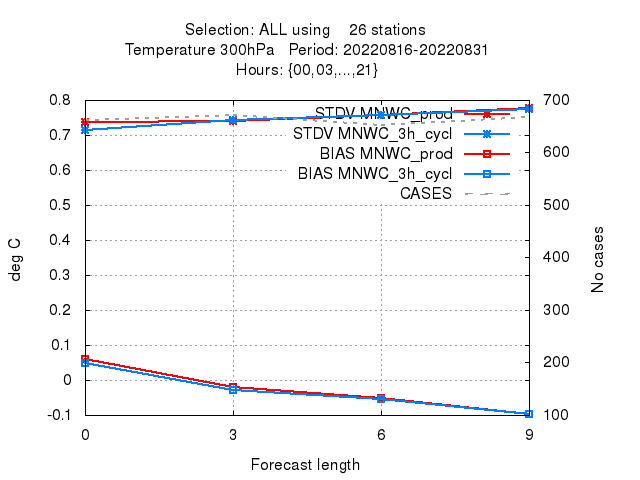 Selection: ALL using    26 stations
Temperature 300hPa   Period: 20220816-20220831
Hours: {00,03,...,21}
0.8
0.7
0.6
0.5
0.4
0.3
0.2
0.1
0
-0.1
deg C
STDV MNWC_prod
STDV MNWC_3h_cycl
BIAS MNWC_prod
BIAS MNWC_3h_cycl
CASES
700
600
500
400
300
200
100
No cases
0 3 6 9
Forecast length